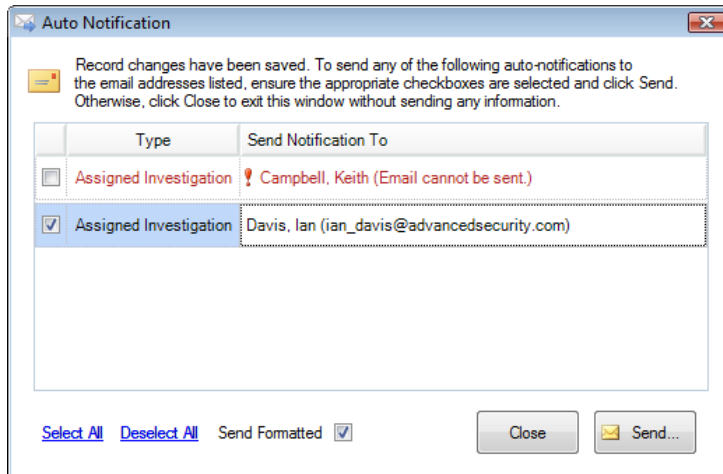 Auto Notification
Record changes have been saved. To send any of the following auto-notifications to
the email addresses listed, ensure the appropriate checkboxes are selected and click Send.
Otherwise, click Close to exit this window without sending any information.
Type Send Notification To
Assigned Investigation Campbell, Keith (Email cannot be sent.)
Assigned Investigation Davis, Ian (ian_davis@advancedsecurity.com)
Select All Deselect All Send Formatted Close Send...